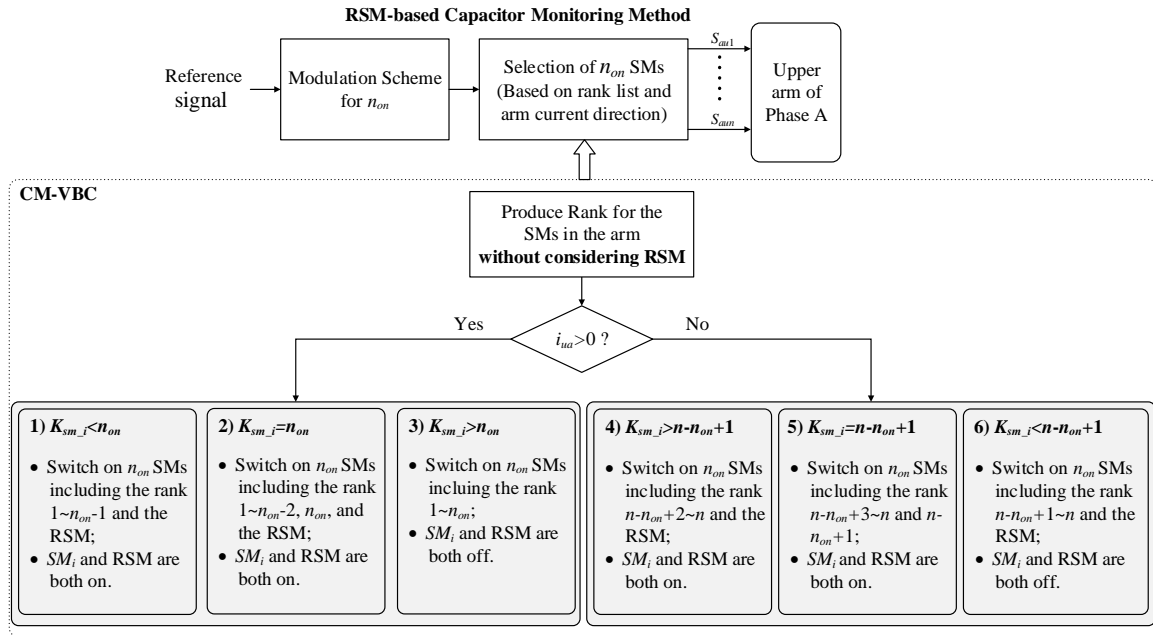 RSM-based Capacitor Monitoring Method
Reference
signal
Modulation Scheme
for n_on
Selection of n_on SMs
(Based on rank list and
arm current direction)
S_au1
S_aun
Upper
arm of
Phase A
CM-VBC
Produce Rank for the
SMs in the arm
without considering RSM
Yes
i_ua>0 ?
No
1) K_sm_i<n_on
• Switch on n_on SMs
including the rank
1~n_on-1 and the
RSM;
• SM_i and RSM are
both on.
2) K_sm_i=n_on
• Switch on n_on SMs
including the rank
1~n_on-2, n_on, and
the RSM;
• SM_i and RSM are
both on.
3) K_sm_i>n_on
• Switch on n_on SMs
incluing the rank
1~n_on;
• SM_i and RSM are
both off.
4) K_sm_i>n-n_on+1
• Switch on n_on SMs
including the rank
n-n_on+2~n and the
RSM;
• SM_i and RSM are
both on.
5) K_sm_i=n-n_on+1
• Switch on n_on SMs
including the rank
n-n_on+3~n and n-
n_on+1;
• SM_i and RSM are
both on.
6) K_sm_i<n-n_on+1
• Switch on n_on SMs
including the rank
n-n_on+1~n and the
RSM;
• SM_i and RSM are
both off.